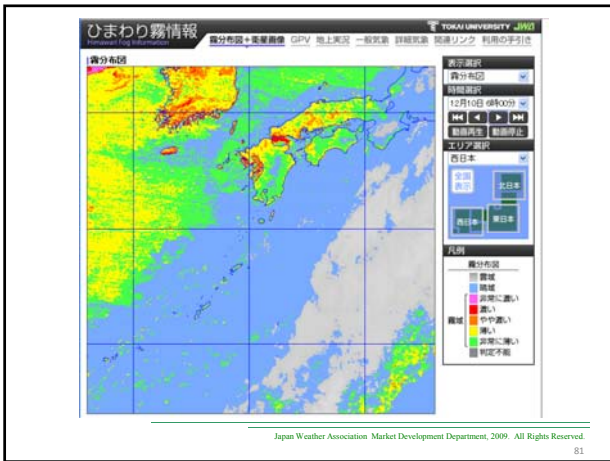 ひまわり霧情報
Himawari Fog Information
TOKAI UNIVERSITY JWA
霧分布図+衛星画像 GPV 地上実況 一般気象 詳細気象 関連リンク 利用の手引き
霧分布図
表示選択
霧分布図
時間選択
12月10日 6時00分
動画再生 動画停止
エリア選択
西日本
全国
表示
北日本
西日本
東日本
凡例
霧分布図
雲域
晴域
非常に濃い
濃い
霧域 やや濃い
薄い
非常に薄い
判定不能
Japan Weather Association Market Development Department, 2009. All Rights Reserved.
81